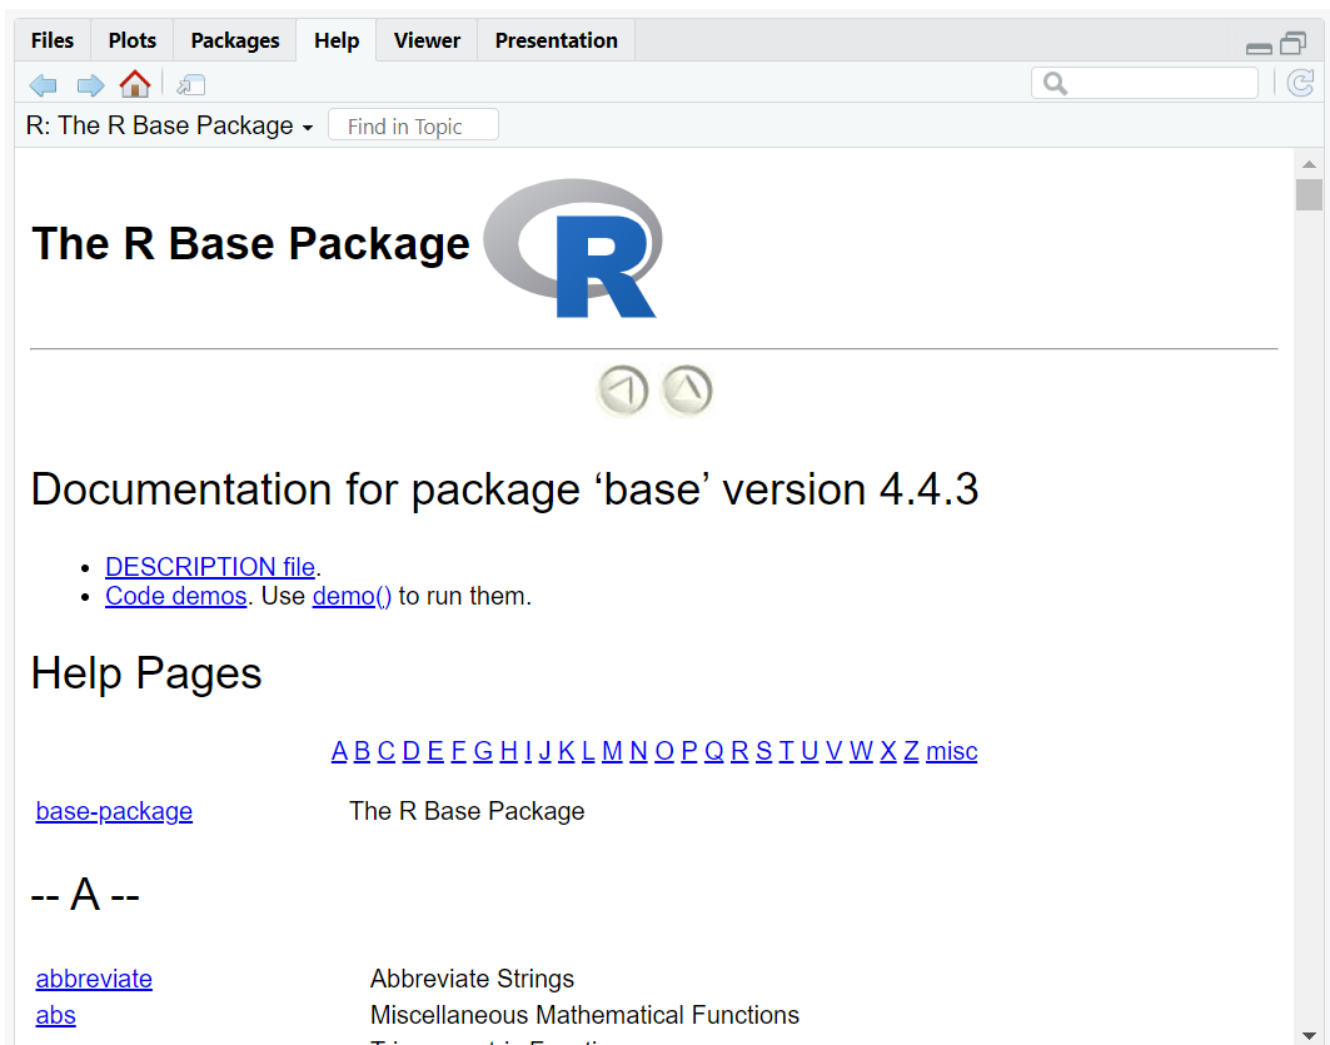 Files Plots Packages Help Viewer Presentation
R: The R Base Package Find in Topic
The R Base Package R
Documentation for package ‘base’ version 4.4.3
• DESCRIPTION file.
• Code demos. Use demo() to run them.
Help Pages
A B C D E F G H I J K L M N O P Q R S T U V W X Z misc
base-package The R Base Package
-- A --
abbreviate Abbreviate Strings
abs Miscellaneous Mathematical Functions